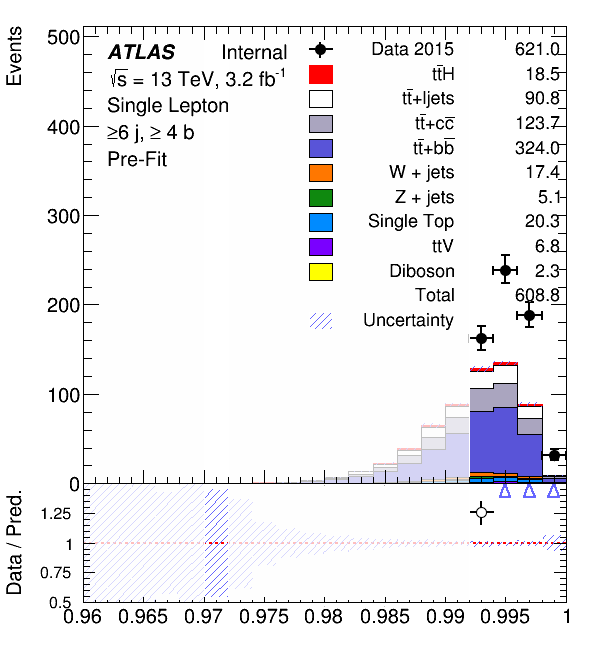 Events
500
400
300
200
100
0
ATLAS Internal
√s = 13 TeV, 3.2 fb⁻¹
Single Lepton
≥6 j, ≥ 4 b
Pre-Fit
Data 2015 621.0
tt̄H 18.5
tt̄+ljets 90.8
tt̄+cc̄ 123.7
tt̄+bb̄ 324.0
W + jets 17.4
Z + jets 5.1
Single Top 20.3
ttV 6.8
Diboson 2.3
Total 608.8
Uncertainty
Data / Pred.
1.25
1
0.75
0.5
0.96 0.965 0.97 0.975 0.98 0.985 0.99 0.995 1